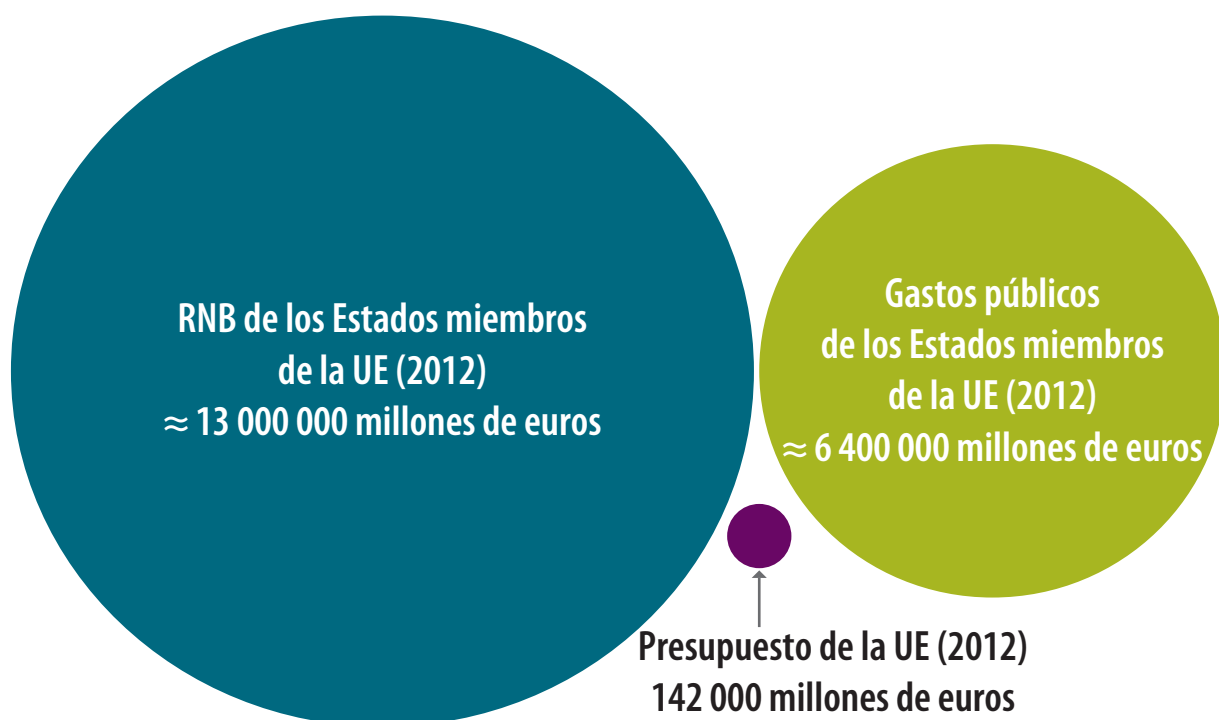 RNB de los Estados miembros
de la UE (2012)
≈ 13 000 000 millones de euros
Gastos públicos
de los Estados miembros
de la UE (2012)
≈ 6 400 000 millones de euros
Presupuesto de la UE (2012)
142 000 millones de euros